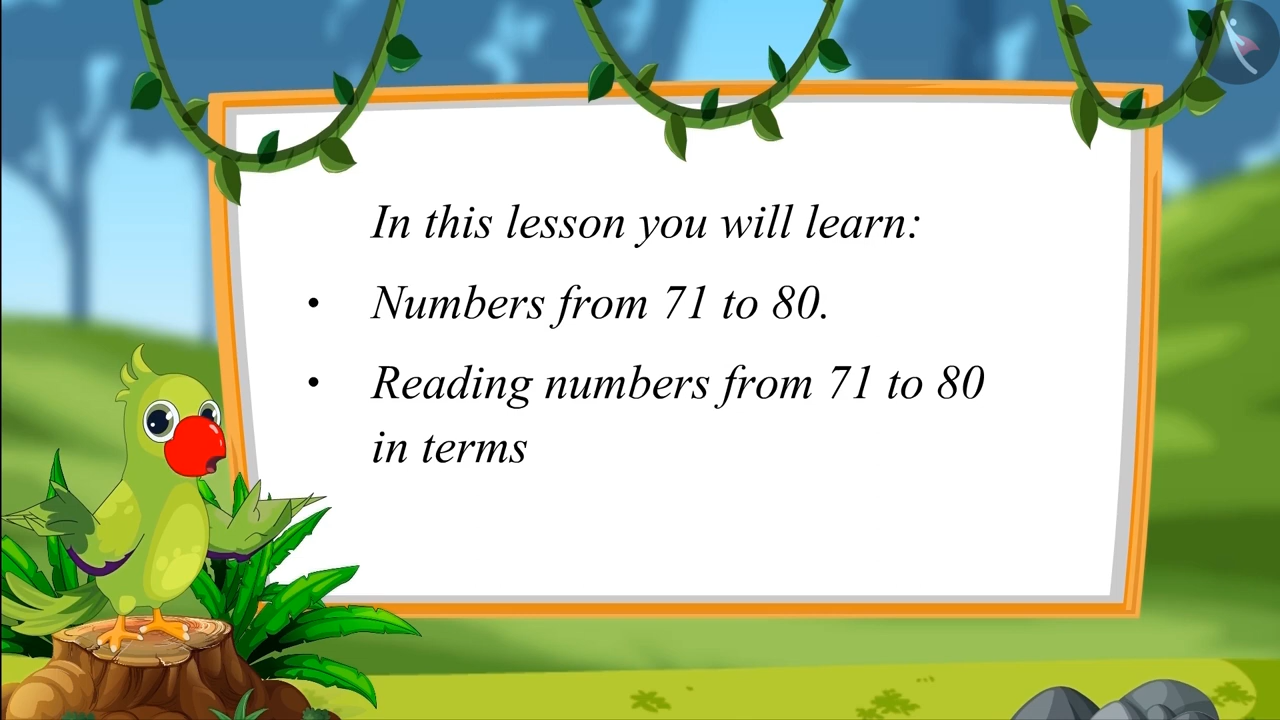 In this lesson you will learn:
• Numbers from 71 to 80.
• Reading numbers from 71 to 80
in terms